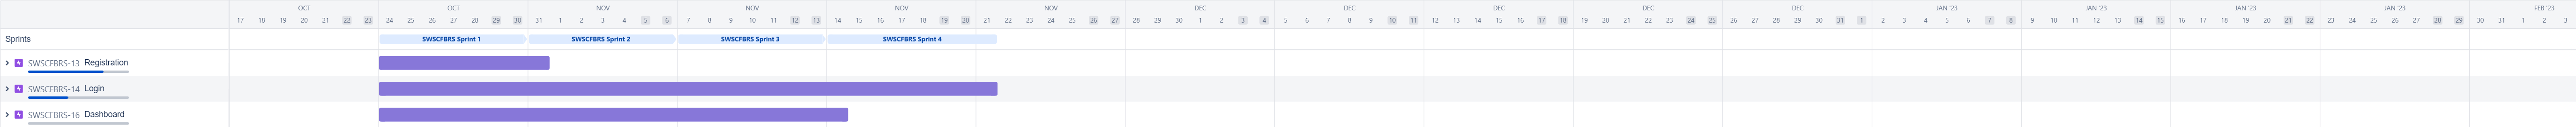 OCT OCT NOV NOV NOV NOV DEC DEC DEC DEC DEC JAN '23 JAN '23 JAN '23 JAN '23 FEB '23
17 18 19 20 21 22 23 24 25 26 27 28 29 30 31 1 2 3 4 5 6 7 8 9 10 11 12 13 14 15 16 17 18 19 20 21 22 23 24 25 26 27 28 29 30 1 2 3 4 5 6 7 8 9 10 11 12 13 14 15 16 17 18 19 20 21 22 23 24 25 26 27 28 29 30 31 1 2 3 4 5 6 7 8 9 10 11 12 13 14 15 16 17 18 19 20 21 22 23 24 25 26 27 28 29 30 31 1 2 3
Sprints SWSCFBRS Sprint 1 SWSCFBRS Sprint 2 SWSCFBRS Sprint 3 SWSCFBRS Sprint 4
SWSCFBRS-13 Registration
SWSCFBRS-14 Login
SWSCFBRS-16 Dashboard